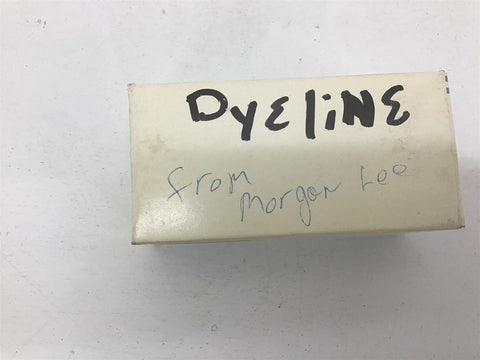 DYEliNE
from
morgan Lee